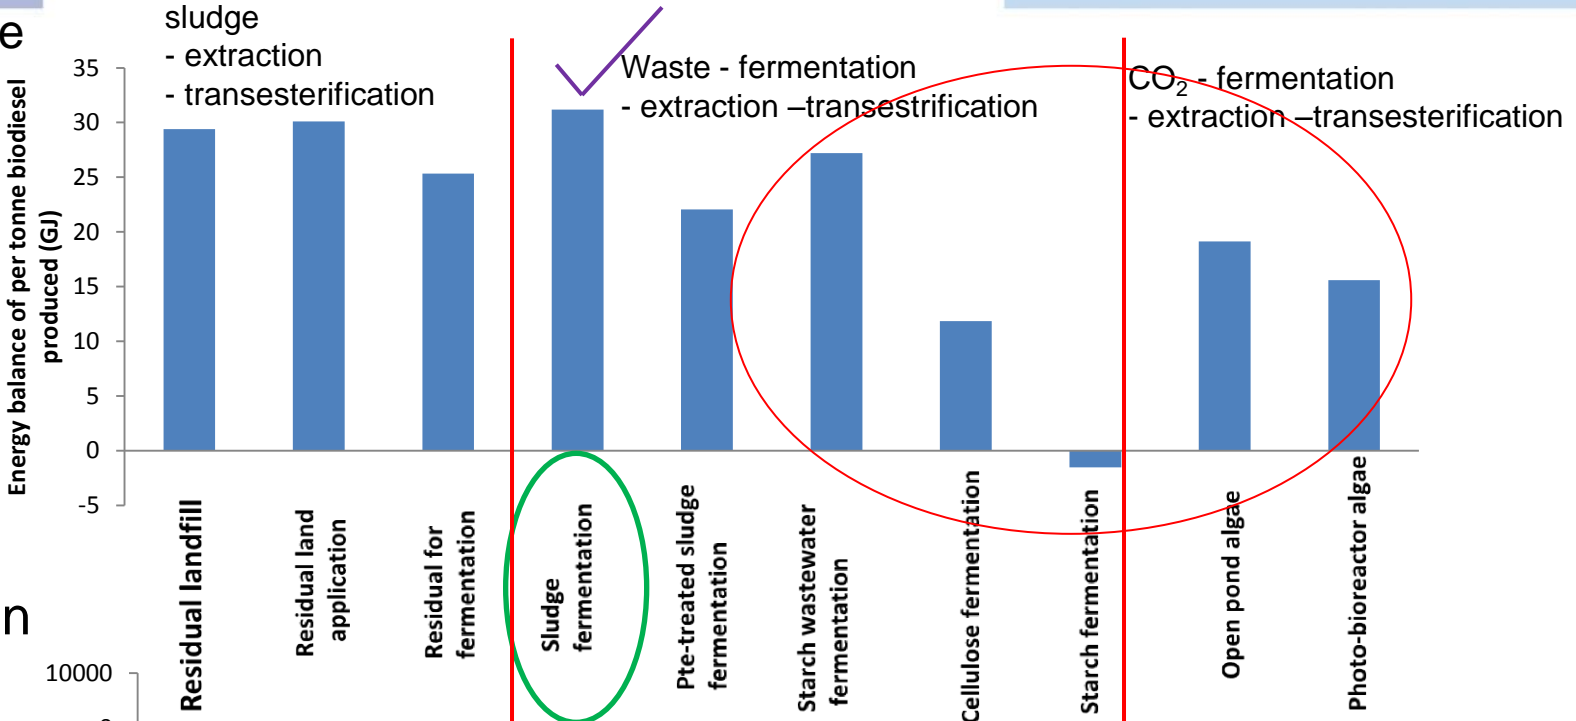 e
sludge
- extraction
- transesterification
Waste - fermentation
- extraction –transestrification
CO2 - fermentation
- extraction –transesterification
Energy balance of per tonne biodiesel
produced (GJ)
35
30
25
20
15
10
5
0
-5
Residual landfill
Residual land
application
Residual for
fermentation
Sludge
fermentation
Pte-treated sludge
fermentation
Starch wastewater
fermentation
Cellulose fermentation
Starch fermentation
Open pond algae
Photo-bioreactor algae
n
10000